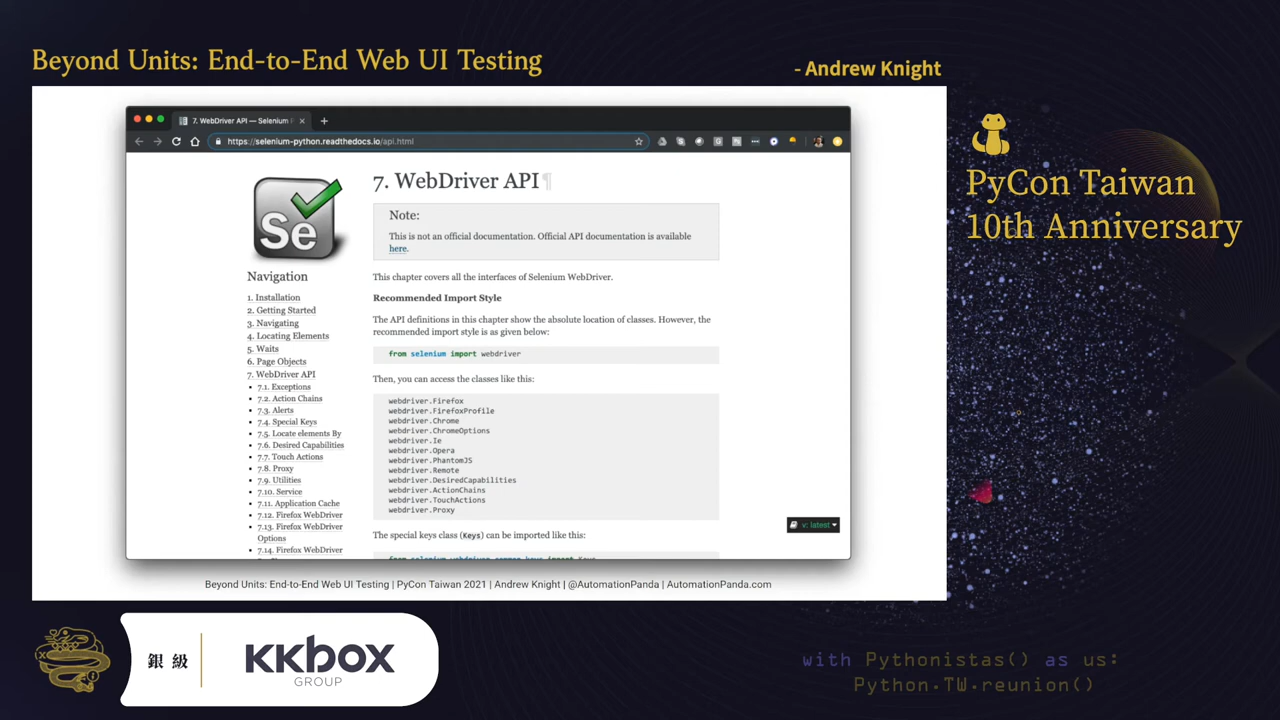 Beyond Units: End-to-End Web UI Testing
- Andrew Knight
PyCon Taiwan
10th Anniversary
7. WebDriver API — Selenium
https://selenium-python.readthedocs.io/api.html
Se
Navigation
1. Installation
2. Getting Started
3. Navigating
4. Locating Elements
5. Waits
6. Page Objects
7. WebDriver API
7.1. Exceptions
7.2. Action Chains
7.3. Alerts
7.4. Special Keys
7.5. Locate elements By
7.6. Desired Capabilities
7.7. Touch Actions
7.8. Proxy
7.9. Utilities
7.10. Service
7.11. Application Cache
7.12. Firefox WebDriver
7.13. Firefox WebDriver
Options
7.14. Firefox WebDriver
7. WebDriver API¶
Note:
This is not an official documentation. Official API documentation is available
here.
This chapter covers all the interfaces of Selenium WebDriver.
Recommended Import Style
The API definitions in this chapter show the absolute location of classes. However, the
recommended import style is as given below:
from selenium import webdriver
Then, you can access the classes like this:
webdriver.Firefox
webdriver.FirefoxProfile
webdriver.Chrome
webdriver.ChromeOptions
webdriver.Ie
webdriver.Opera
webdriver.PhantomJS
webdriver.Remote
webdriver.DesiredCapabilities
webdriver.ActionChains
webdriver.TouchActions
webdriver.Proxy
The special keys class (Keys) can be imported like this:
v: latest
Beyond Units: End-to-End Web UI Testing | PyCon Taiwan 2021 | Andrew Knight | @AutomationPanda | AutomationPanda.com
銀級
KKBOX
GROUP
with Pythonistas() as us:
Python.TW.reunion()